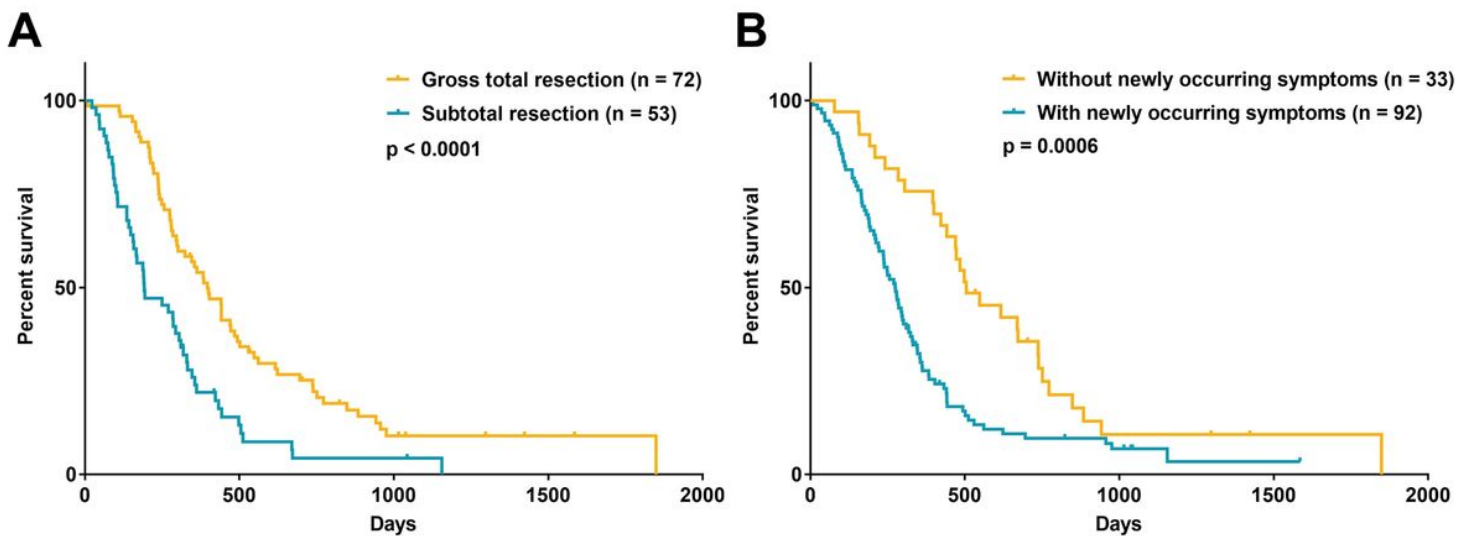 A
Gross total resection (n = 72)
Subtotal resection (n = 53)
p < 0.0001
Percent survival
100
50
0
0 500 1000 1500 2000
Days
B
Without newly occurring symptoms (n = 33)
With newly occurring symptoms (n = 92)
p = 0.0006
Percent survival
100
50
0
0 500 1000 1500 2000
Days